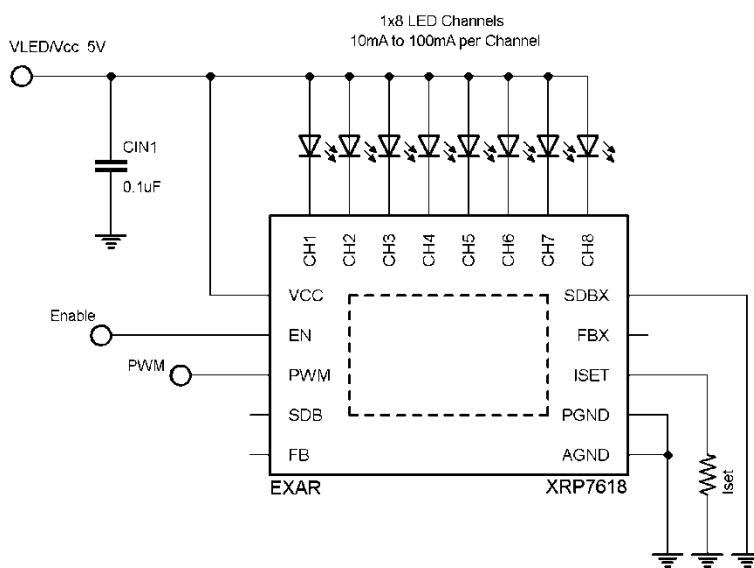 1x8 LED Channels
10mA to 100mA per Channel
VLED/Vcc 5V
CIN1
0.1uF
CH1
CH2
CH3
CH4
CH5
CH6
CH7
CH8
Enable
PWM
VCC
EN
PWM
SDB
FB
SDBX
FBX
ISET
PGND
AGND
Iset
EXAR
XRP7618